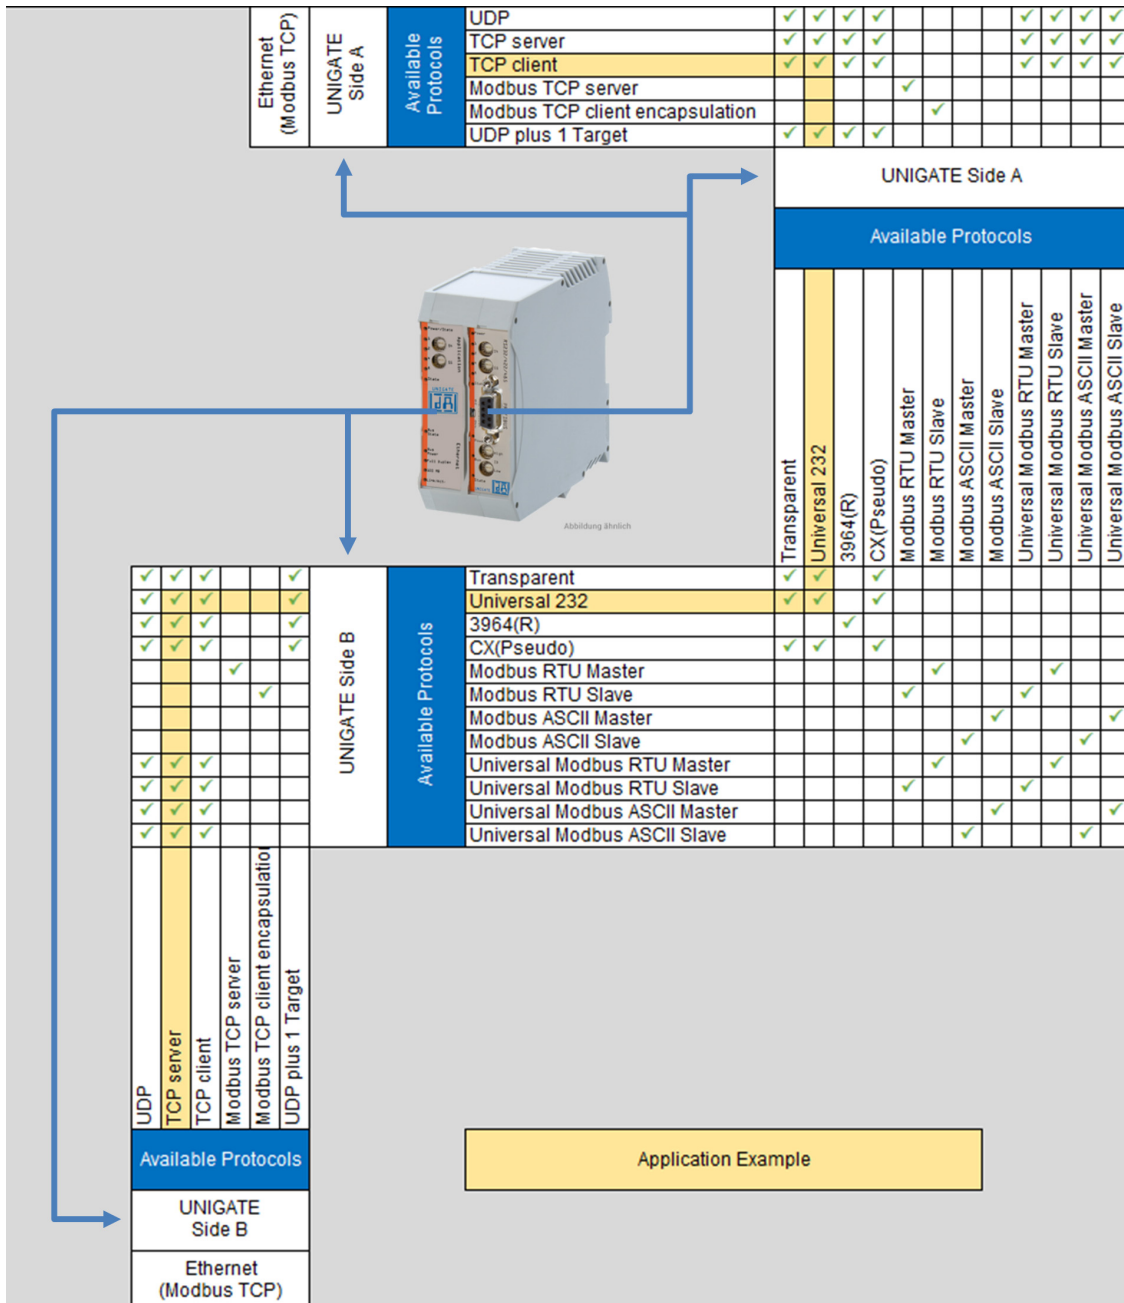 Ethernet
(Modbus TCP)
UNIGATE
Side A
Available
Protocols
UDP
TCP server
TCP client
Modbus TCP server
Modbus TCP client encapsulation
UDP plus 1 Target
UNIGATE Side A
Available Protocols
Transparent
Universal 232
3964(R)
CX(Pseudo)
Modbus RTU Master
Modbus RTU Slave
Modbus ASCII Master
Modbus ASCII Slave
Universal Modbus RTU Master
Universal Modbus RTU Slave
Universal Modbus ASCII Master
Universal Modbus ASCII Slave
UNIGATE
Abbildung ähnlich
UNIGATE Side B
Available Protocols
Transparent
Universal 232
3964(R)
CX(Pseudo)
Modbus RTU Master
Modbus RTU Slave
Modbus ASCII Master
Modbus ASCII Slave
Universal Modbus RTU Master
Universal Modbus RTU Slave
Universal Modbus ASCII Master
Universal Modbus ASCII Slave
UDP
TCP server
TCP client
Modbus TCP server
Modbus TCP client encapsulation
UDP plus 1 Target
Available Protocols
UNIGATE
Side B
Ethernet
(Modbus TCP)
Application Example